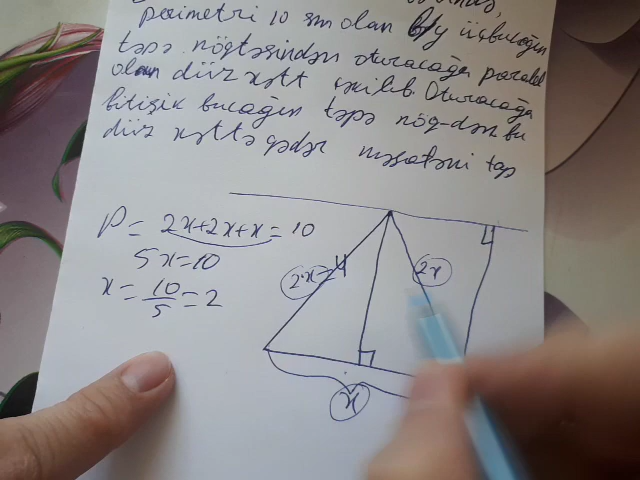 perimetri 10 sm olan b/y üçbucağın
təpə nöqtəsindən oturacağa paralel
olan düz xətt çəkilib. Oturacağa
bitişik bucağın təpə nöq-dən bu
düz xəttə qədər məsafəni tap
P = 2x+2x+x = 10
5x=10
x = 10/5 = 2
2·x=4
2x
x